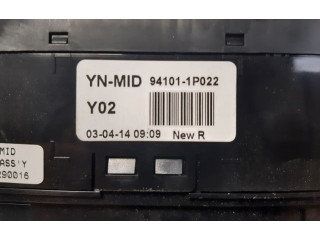 YN-MID 94101-1P022
Y02
03-04-14 09:09 New R
MID
ASS'Y
290016